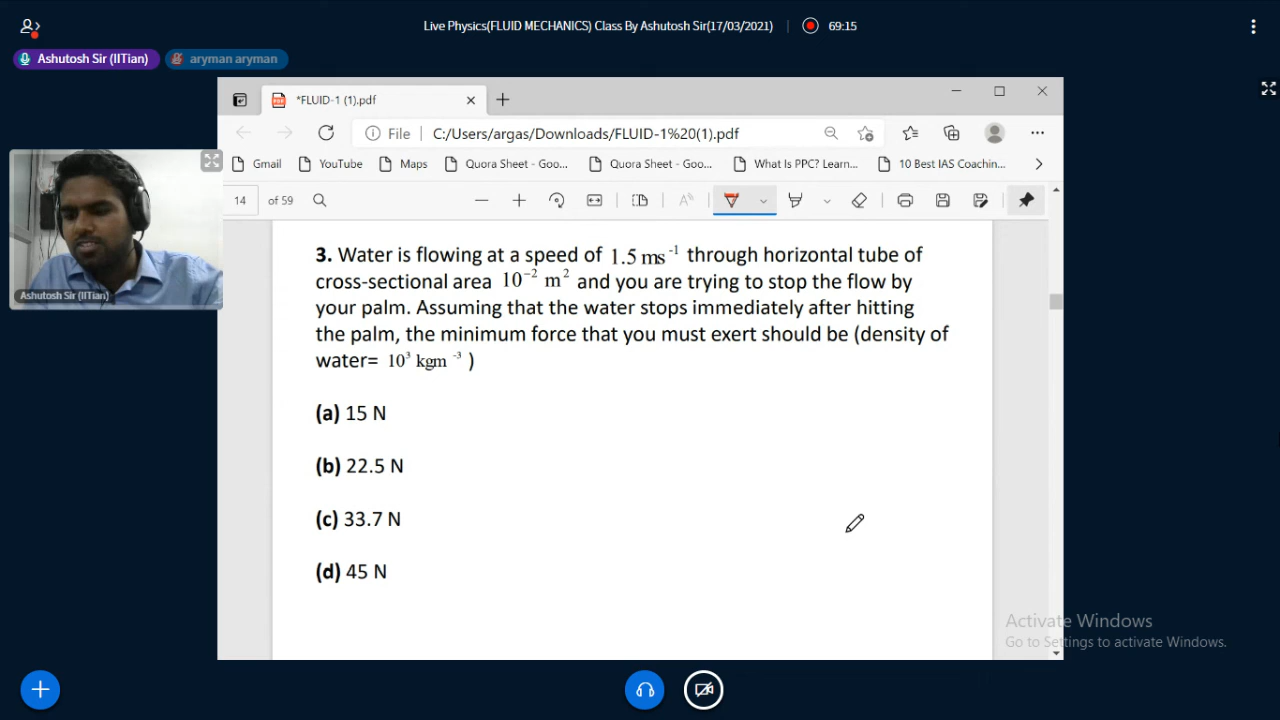 Live Physics(FLUID MECHANICS) Class By Ashutosh Sir(17/03/2021)
69:15
Ashutosh Sir (IITian)
aryman aryman
*FLUID-1 (1).pdf
File
C:/Users/argas/Downloads/FLUID-1%20(1).pdf
Gmail
YouTube
Maps
Quora Sheet - Goo...
Quora Sheet - Goo...
What Is PPC? Learn...
10 Best IAS Coachin...
14 of 59
3. Water is flowing at a speed of 1.5 ms⁻¹ through horizontal tube of
cross-sectional area 10⁻² m² and you are trying to stop the flow by
your palm. Assuming that the water stops immediately after hitting
the palm, the minimum force that you must exert should be (density of
water= 10³ kgm⁻³ )
(a) 15 N
(b) 22.5 N
(c) 33.7 N
(d) 45 N
Ashutosh Sir (IITian)
Activate Windows
Go to Settings to activate Windows.